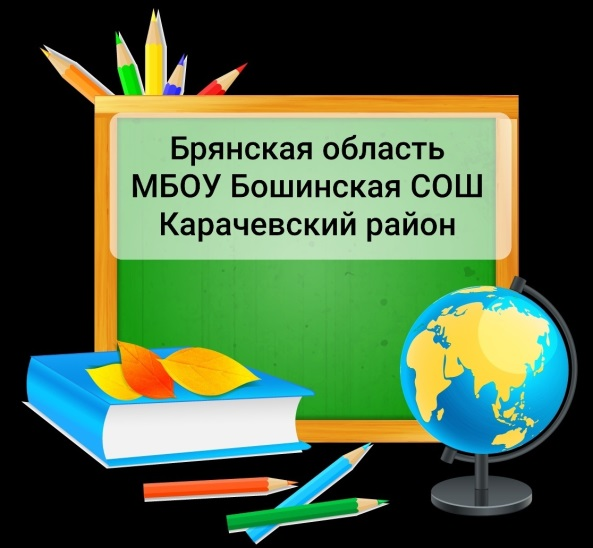 Брянская область
МБОУ Бошинская СОШ
Карачевский район